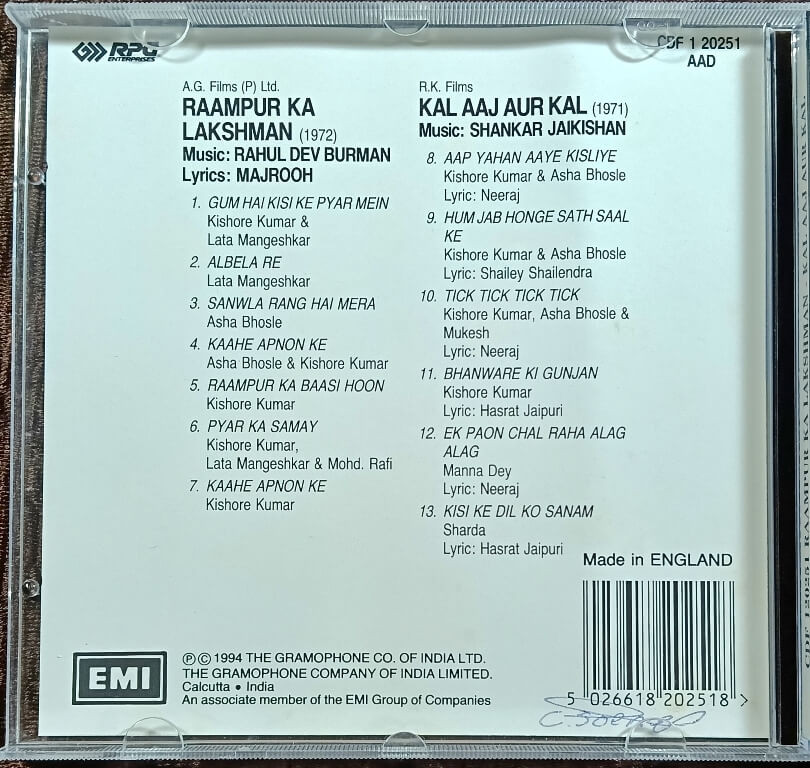 RPG
ENTERPRISES
CDF 1 20251
AAD
A.G. Films (P) Ltd.
RAAMPUR KA
LAKSHMAN (1972)
Music: RAHUL DEV BURMAN
Lyrics: MAJROOH
1. GUM HAI KISI KE PYAR MEIN
Kishore Kumar &
Lata Mangeshkar
2. ALBELA RE
Lata Mangeshkar
3. SANWLA RANG HAI MERA
Asha Bhosle
4. KAAHE APNON KE
Asha Bhosle & Kishore Kumar
5. RAAMPUR KA BAASI HOON
Kishore Kumar
6. PYAR KA SAMAY
Kishore Kumar,
Lata Mangeshkar & Mohd. Rafi
7. KAAHE APNON KE
Kishore Kumar
R.K. Films
KAL AAJ AUR KAL (1971)
Music: SHANKAR JAIKISHAN
8. AAP YAHAN AAYE KISLIYE
Kishore Kumar & Asha Bhosle
Lyric: Neeraj
9. HUM JAB HONGE SATH SAAL
KE
Kishore Kumar & Asha Bhosle
Lyric: Shailey Shailendra
10. TICK TICK TICK TICK
Kishore Kumar, Asha Bhosle &
Mukesh
Lyric: Neeraj
11. BHANWARE KI GUNJAN
Kishore Kumar
Lyric: Hasrat Jaipuri
12. EK PAON CHAL RAHA ALAG
ALAG
Manna Dey
Lyric: Neeraj
13. KISI KE DIL KO SANAM
Sharda
Lyric: Hasrat Jaipuri
Made in ENGLAND
5 026618 202518 >
EMI
Ⓟ © 1994 THE GRAMOPHONE CO. OF INDIA LTD.
THE GRAMOPHONE COMPANY OF INDIA LIMITED.
Calcutta • India
An associate member of the EMI Group of Companies
RAAMPUR KA LAKSHMAN · KAL AAJ AUR KAL